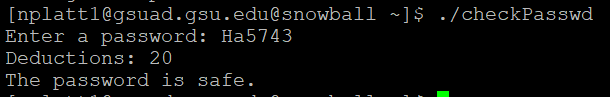 [nplatt1@gsuad.gsu.edu@snowball ~]$ ./checkPasswd
Enter a password: Ha5743
Deductions: 20
The password is safe.